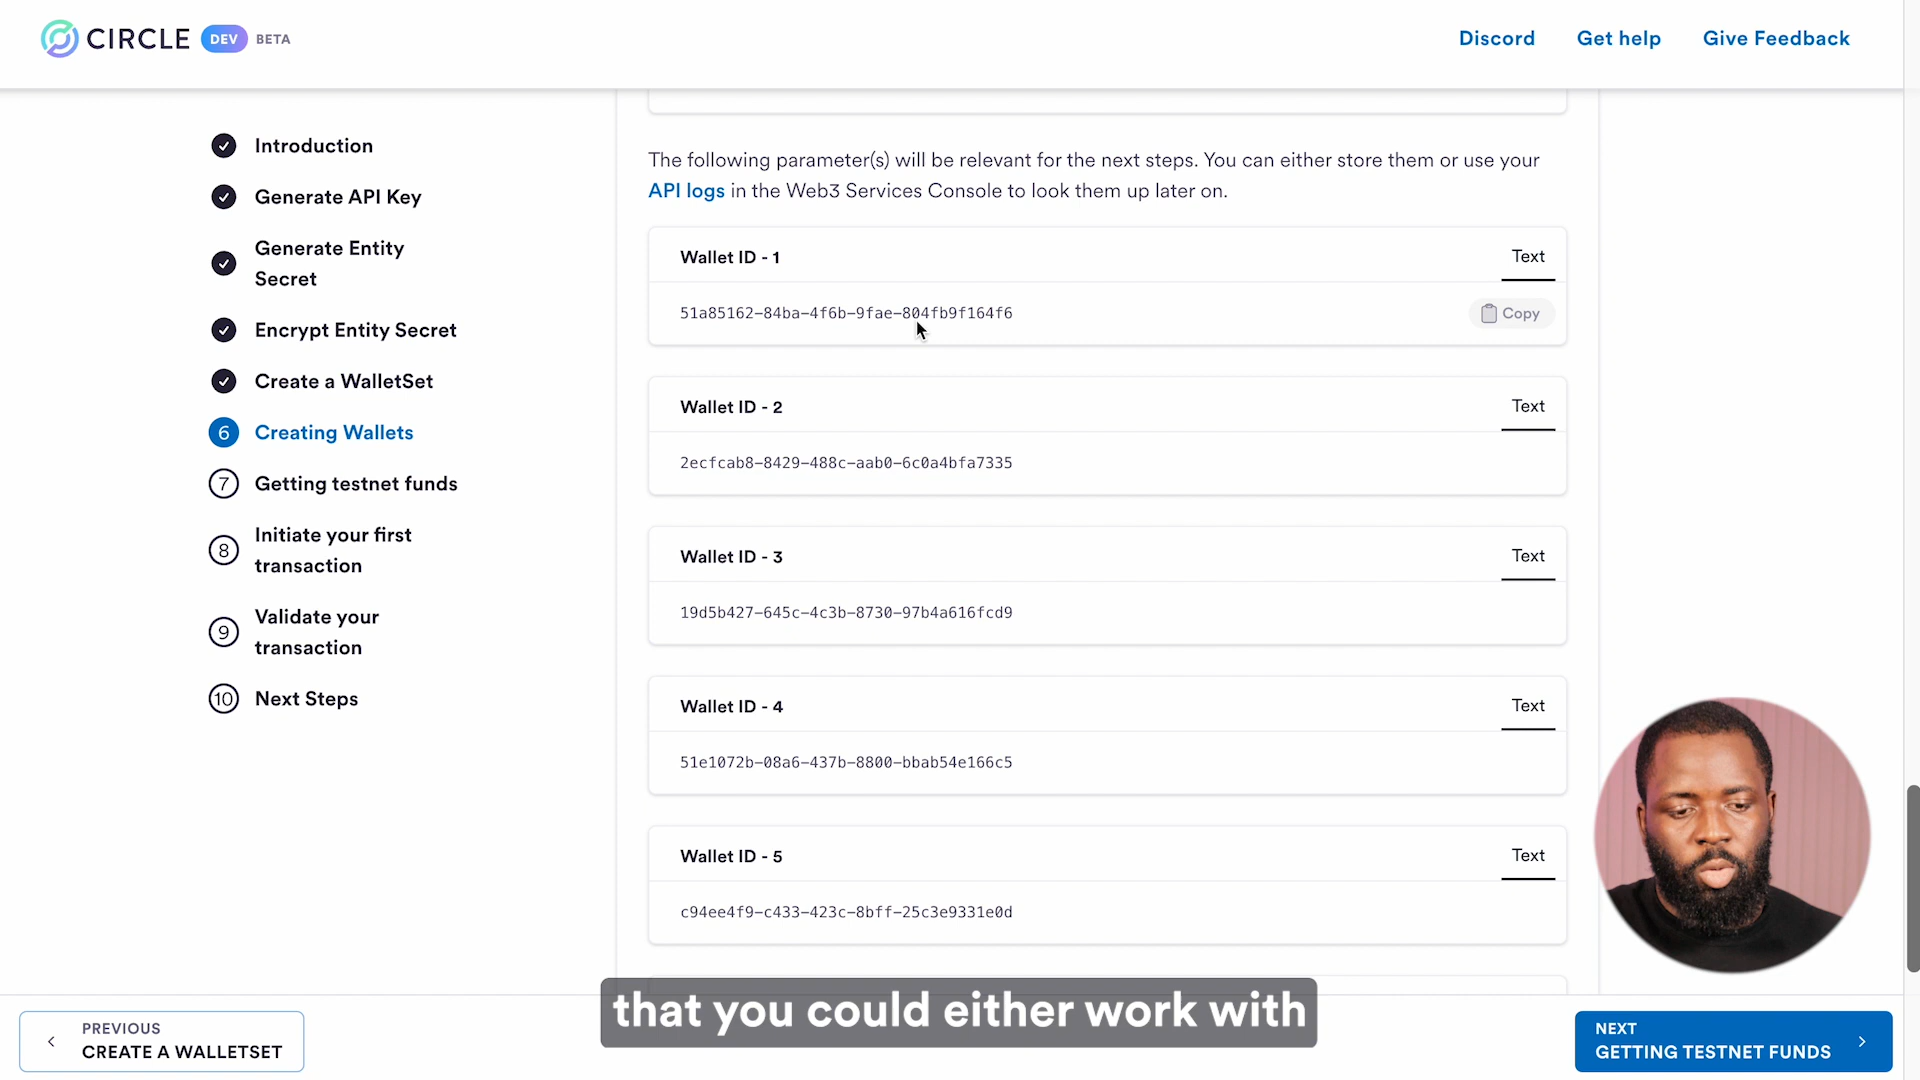 CIRCLE DEV BETA
Discord
Get help
Give Feedback
Introduction
Generate API Key
Generate Entity
Secret
Encrypt Entity Secret
Create a WalletSet
6 Creating Wallets
7 Getting testnet funds
8 Initiate your first
transaction
9 Validate your
transaction
10 Next Steps
The following parameter(s) will be relevant for the next steps. You can either store them or use your
API logs in the Web3 Services Console to look them up later on.
Wallet ID - 1
Text
51a85162-84ba-4f6b-9fae-804fb9f164f6
Copy
Wallet ID - 2
Text
2ecfcab8-8429-488c-aab0-6c0a4bfa7335
Wallet ID - 3
Text
19d5b427-645c-4c3b-8730-97b4a616fcd9
Wallet ID - 4
Text
51e1072b-08a6-437b-8800-bbab54e166c5
Wallet ID - 5
Text
c94ee4f9-c433-423c-8bff-25c3e9331e0d
that you could either work with
PREVIOUS
CREATE A WALLETSET
NEXT
GETTING TESTNET FUNDS